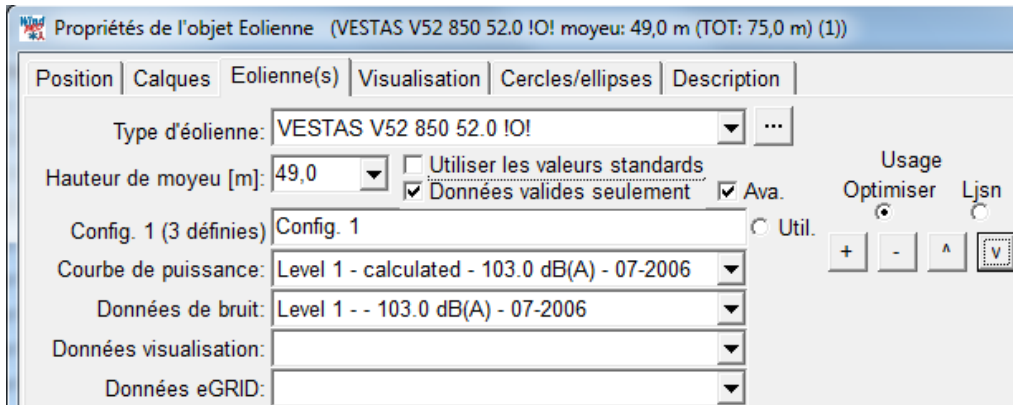 Wind
PRO
Propriétés de l'objet Eolienne (VESTAS V52 850 52.0 !O! moyeu: 49,0 m (TOT: 75,0 m) (1))
Position Calques Eolienne(s) Visualisation Cercles/ellipses Description
Type d'éolienne: VESTAS V52 850 52.0 !O! ...
Hauteur de moyeu [m]: 49,0 Utiliser les valeurs standards
Données valides seulement Ava.
Usage
Optimiser Ljsn
Config. 1 (3 définies) Config. 1 Util.
+ - ^ v
Courbe de puissance: Level 1 - calculated - 103.0 dB(A) - 07-2006
Données de bruit: Level 1 - - 103.0 dB(A) - 07-2006
Données visualisation:
Données eGRID: